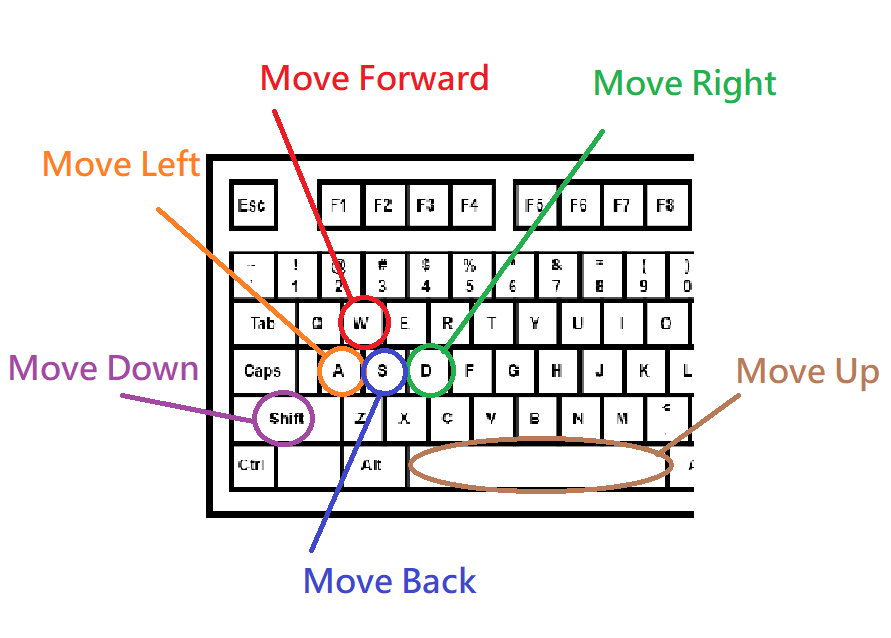 Move Forward
Move Right
Move Left
Esc F1 F2 F3 F4 F5 F6 F7 F8
~ ! @ # $ % ^ & * ( )
1 2 3 4 5 6 7 8 9 0
Tab Q W E R T Y U I O
Caps A S D F G H J K L
Move Down
Move Up
Shift Z X C V B N M <
Ctrl Alt A
Move Back